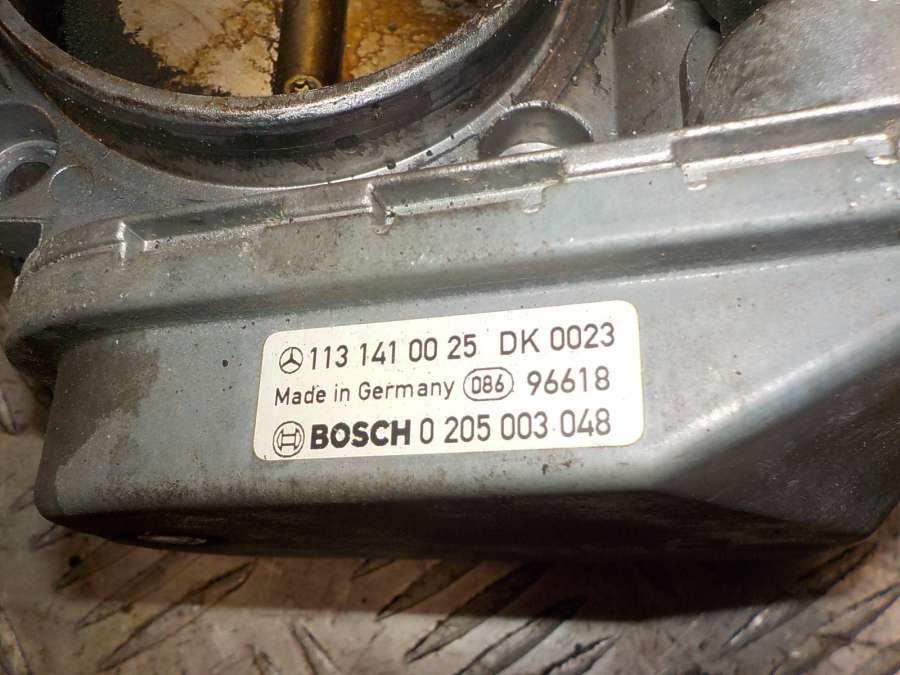 113 141 00 25 DK 0023
Made in Germany 086 96618
BOSCH 0 205 003 048